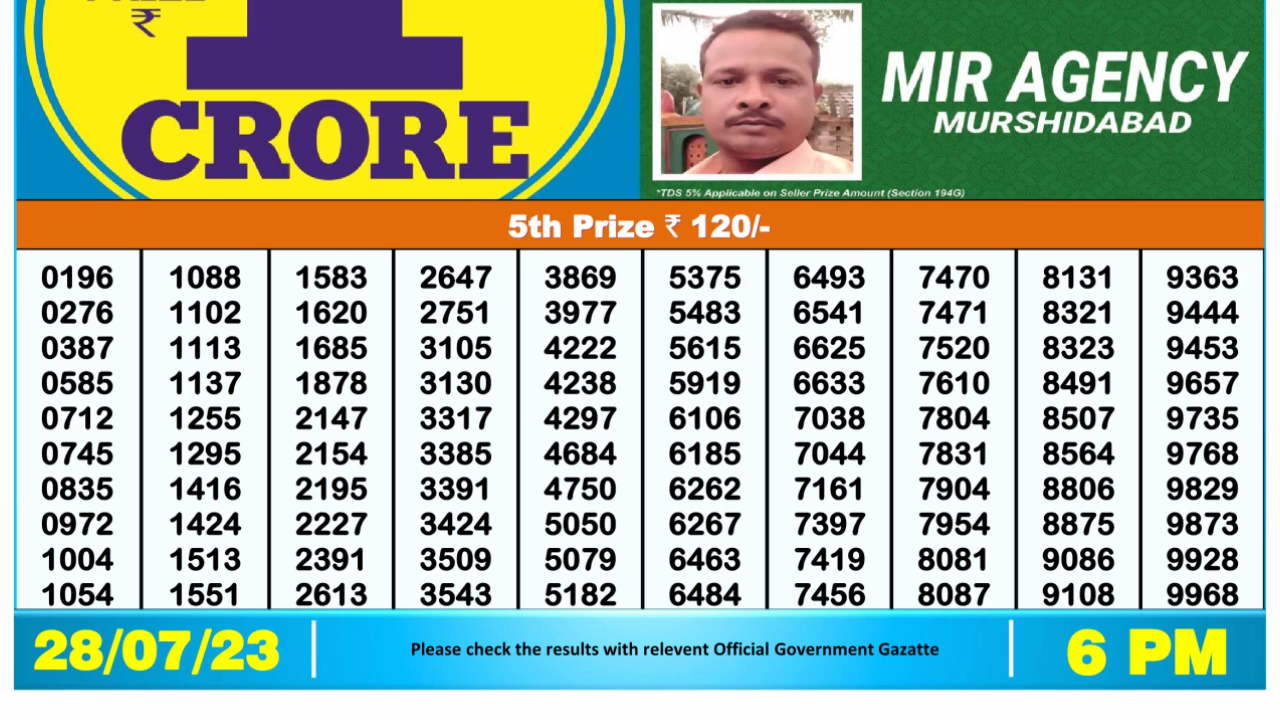 ₹
CRORE
MIR AGENCY
MURSHIDABAD
*TDS 5% Applicable on Seller Prize Amount (Section 194G)
5th Prize ₹ 120/-
0196 1088 1583 2647 3869 5375 6493 7470 8131 9363
0276 1102 1620 2751 3977 5483 6541 7471 8321 9444
0387 1113 1685 3105 4222 5615 6625 7520 8323 9453
0585 1137 1878 3130 4238 5919 6633 7610 8491 9657
0712 1255 2147 3317 4297 6106 7038 7804 8507 9735
0745 1295 2154 3385 4684 6185 7044 7831 8564 9768
0835 1416 2195 3391 4750 6262 7161 7904 8806 9829
0972 1424 2227 3424 5050 6267 7397 7954 8875 9873
1004 1513 2391 3509 5079 6463 7419 8081 9086 9928
1054 1551 2613 3543 5182 6484 7456 8087 9108 9968
28/07/23 Please check the results with relevent Official Government Gazatte 6 PM